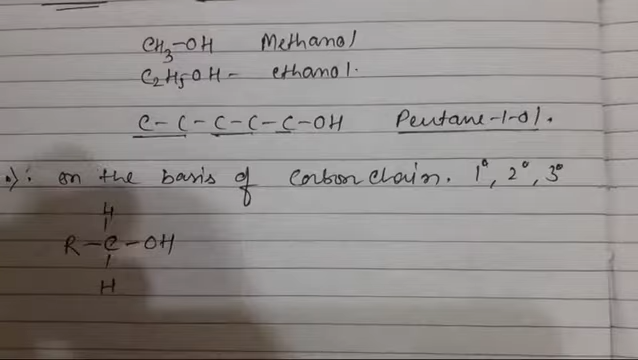 CH3-OH Methanol
C2H5OH- ethanol.
C-C-C-C-C-OH Pentane-1-ol.
on the basis of Carbon chain. 1°, 2°, 3°
H
R-C-OH
H